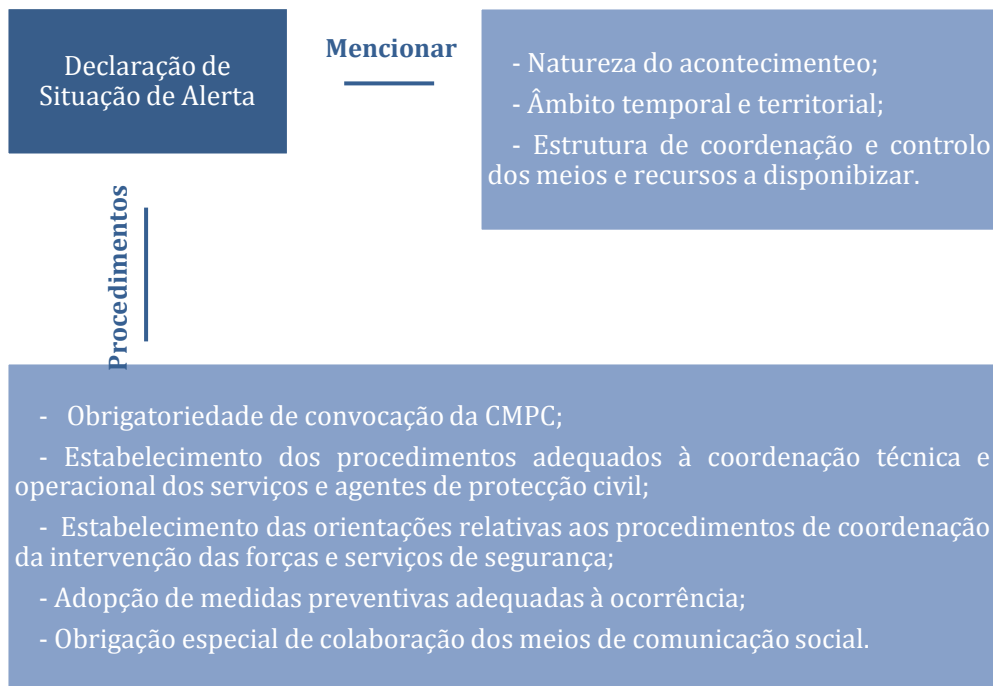 Declaração de
Situação de Alerta
Mencionar
- Natureza do acontecimenteo;
- Âmbito temporal e territorial;
- Estrutura de coordenação e controlo
dos meios e recursos a disponibizar.
Procedimentos
- Obrigatoriedade de convocação da CMPC;
- Estabelecimento dos procedimentos adequados à coordenação técnica e
operacional dos serviços e agentes de protecção civil;
- Estabelecimento das orientações relativas aos procedimentos de coordenação
da intervenção das forças e serviços de segurança;
- Adopção de medidas preventivas adequadas à ocorrência;
- Obrigação especial de colaboração dos meios de comunicação social.